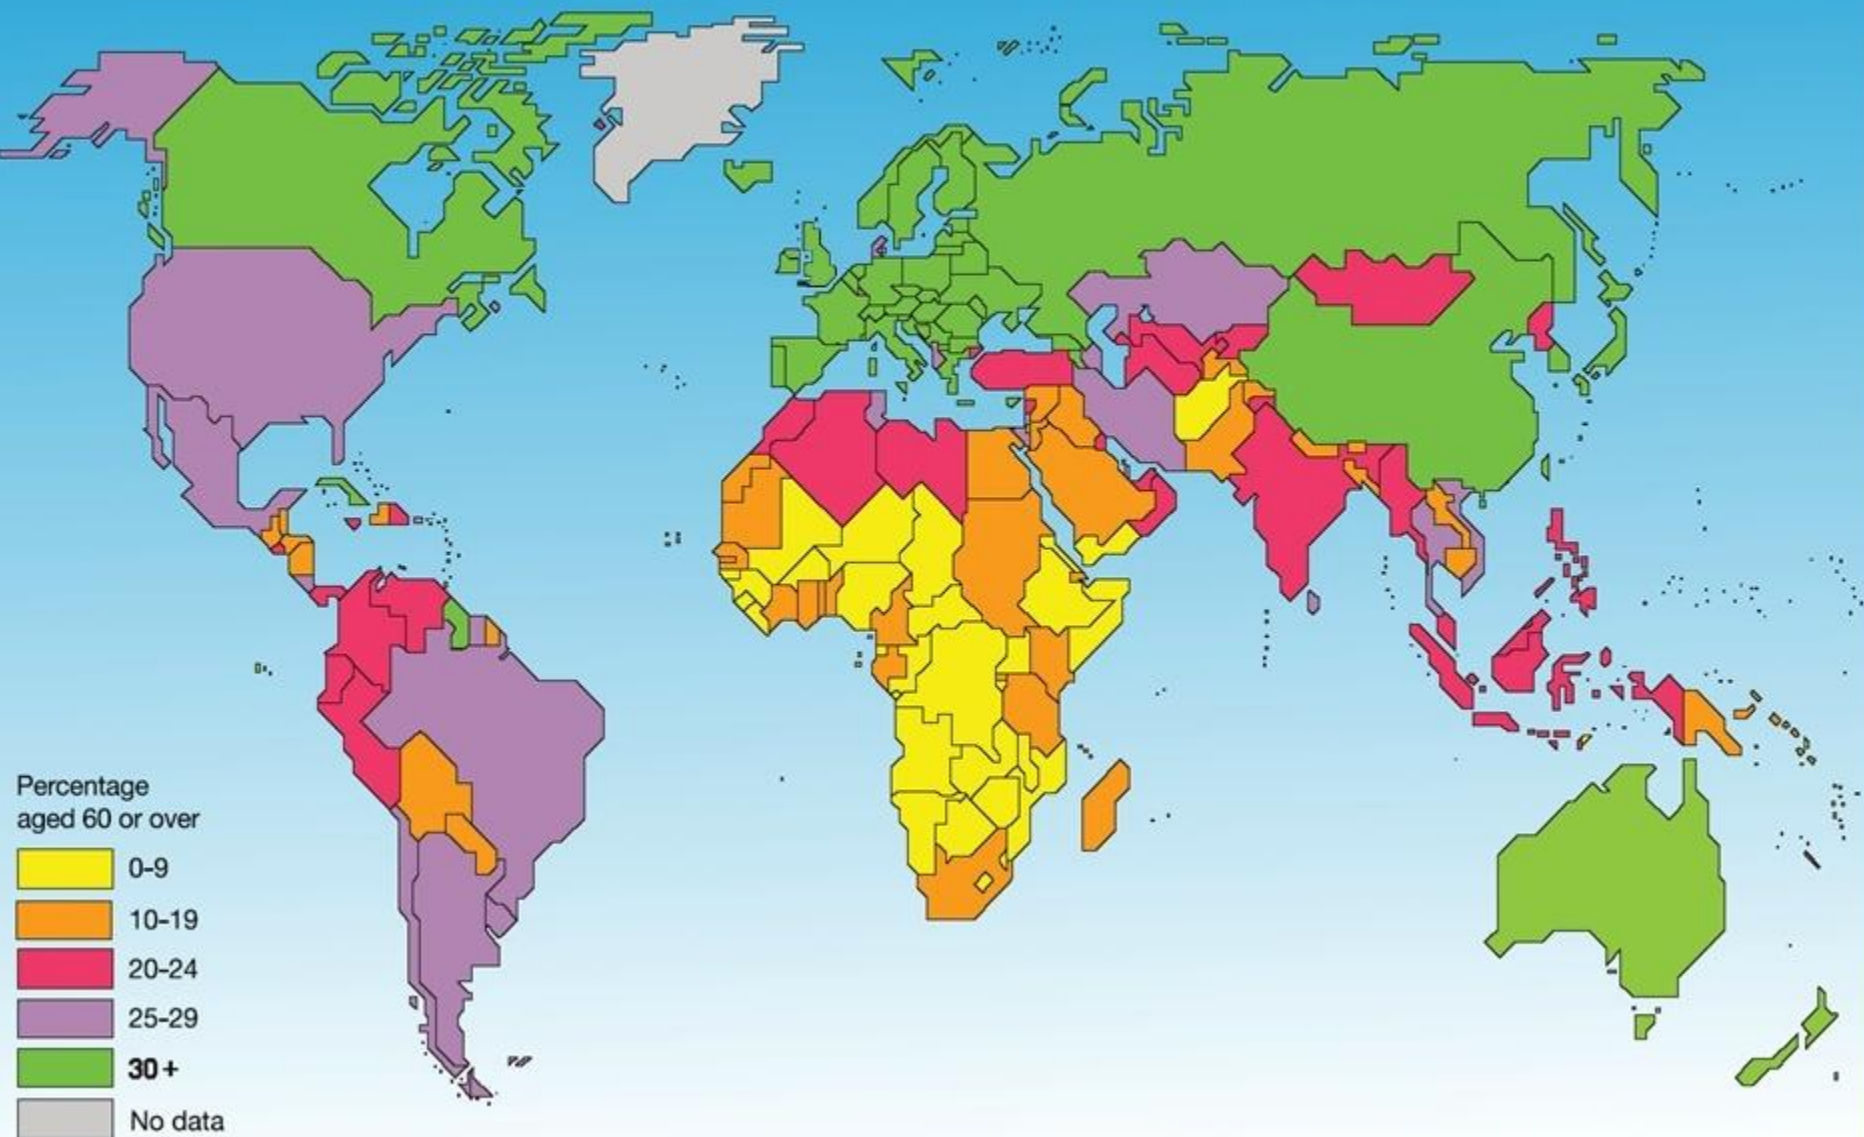 Percentage
aged 60 or over
0-9
10-19
20-24
25-29
30+
No data